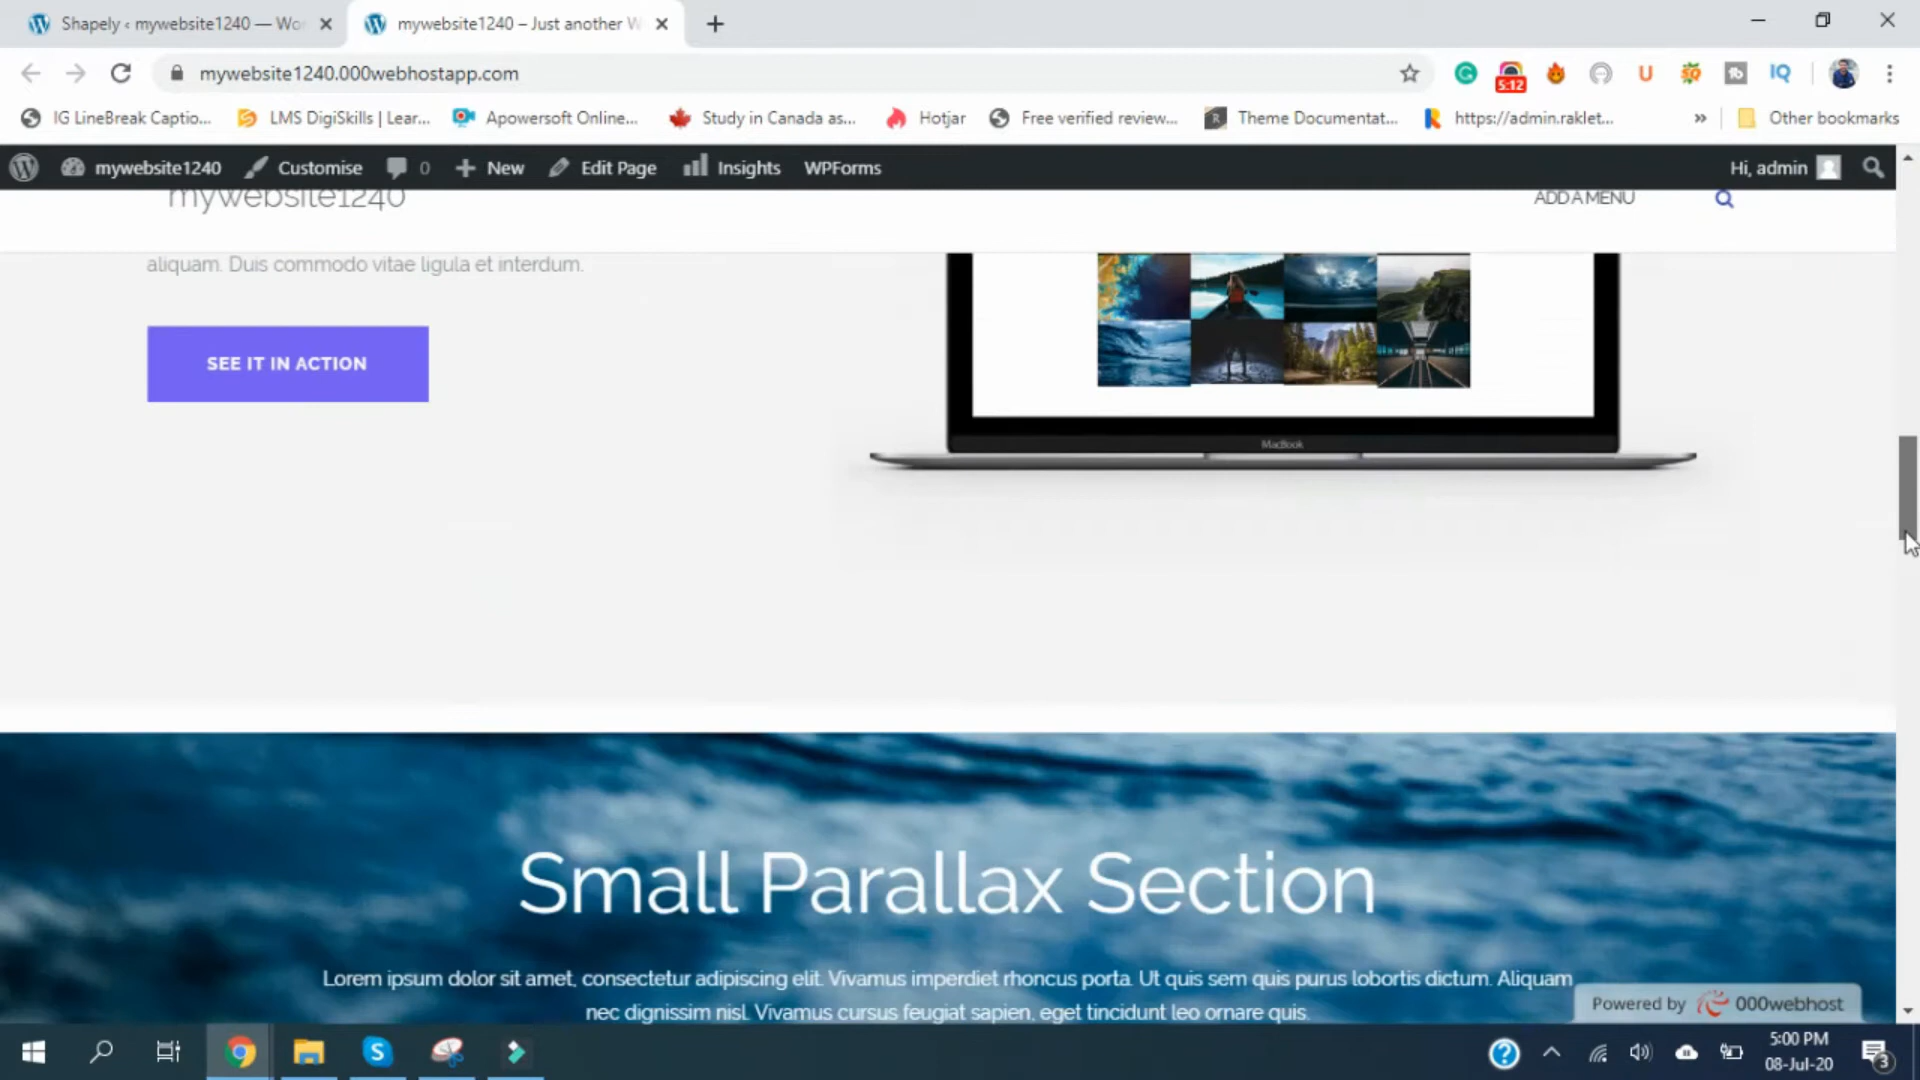 Shapely ‹ mywebsite1240 — Wo
mywebsite1240 – Just another W
mywebsite1240.000webhostapp.com
5:12
U
IQ
IG LineBreak Captio...
LMS DigiSkills | Lear...
Apowersoft Online...
Study in Canada as...
Hotjar
Free verified review...
Theme Documentat...
https://admin.raklet...
»
Other bookmarks
mywebsite1240
Customise
0
New
Edit Page
Insights
WPForms
Hi, admin
mywebsite1240
ADD A MENU
aliquam. Duis commodo vitae ligula et interdum.
SEE IT IN ACTION
MacBook
Small Parallax Section
Lorem ipsum dolor sit amet, consectetur adipiscing elit. Vivamus imperdiet rhoncus porta. Ut quis sem quis purus lobortis dictum. Aliquam
nec dignissim nisl. Vivamus cursus feugiat sapien, eget tincidunt leo ornare quis.
Powered by 000webhost
5:00 PM
08-Jul-20
3